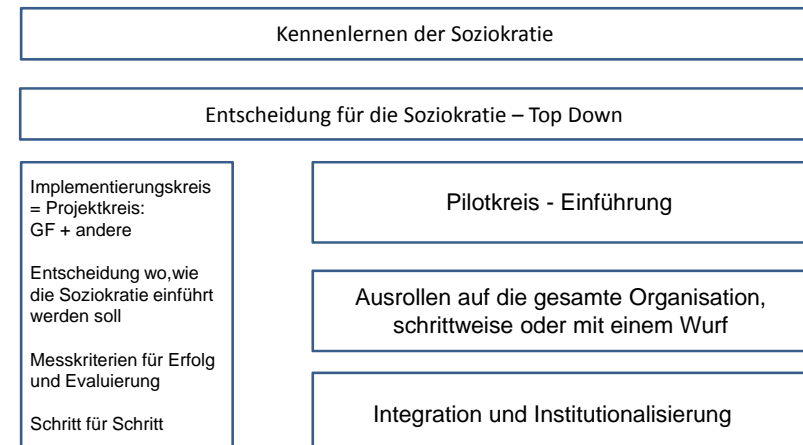 Kennenlernen der Soziokratie
Entscheidung für die Soziokratie – Top Down
Implementierungskreis
= Projektkreis:
GF + andere
Entscheidung wo,wie
die Soziokratie einführt
werden soll
Messkriterien für Erfolg
und Evaluierung
Schritt für Schritt
Pilotkreis - Einführung
Ausrollen auf die gesamte Organisation,
schrittweise oder mit einem Wurf
Integration und Institutionalisierung